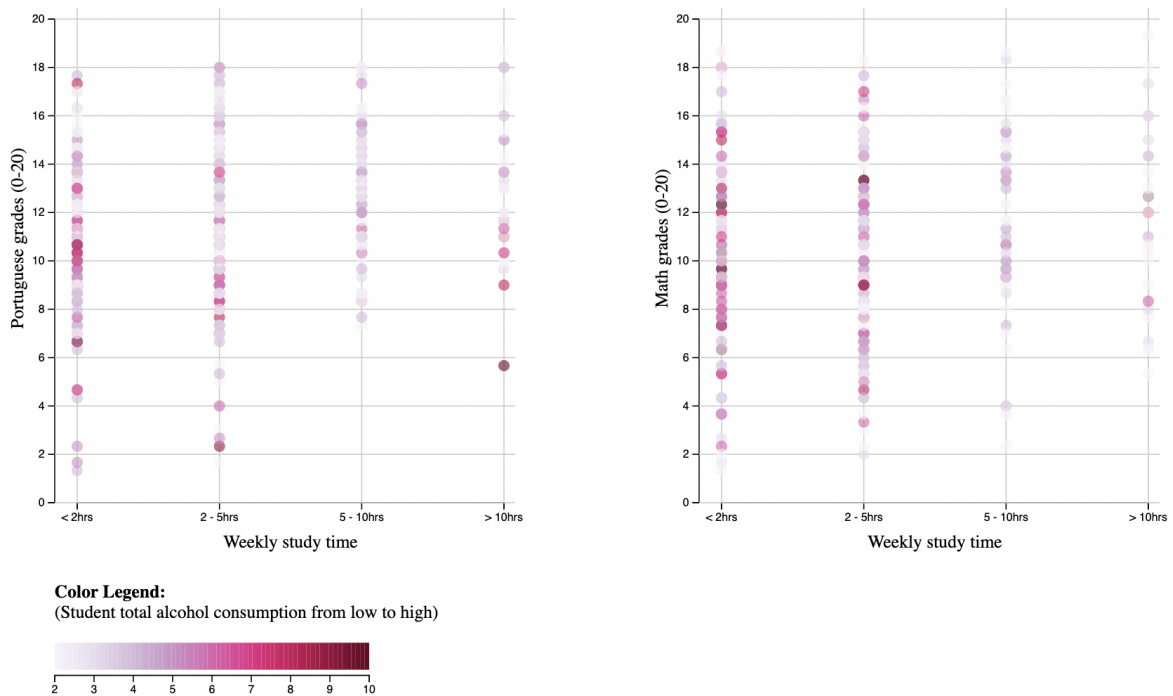 20
18
16
14
12
10
8
6
4
2
0
Portuguese grades (0-20)
< 2hrs
2 - 5hrs
5 - 10hrs
> 10hrs
Weekly study time
20
18
16
14
12
10
8
6
4
2
0
Math grades (0-20)
< 2hrs
2 - 5hrs
5 - 10hrs
> 10hrs
Weekly study time
Color Legend:
(Student total alcohol consumption from low to high)
2 3 4 5 6 7 8 9 10